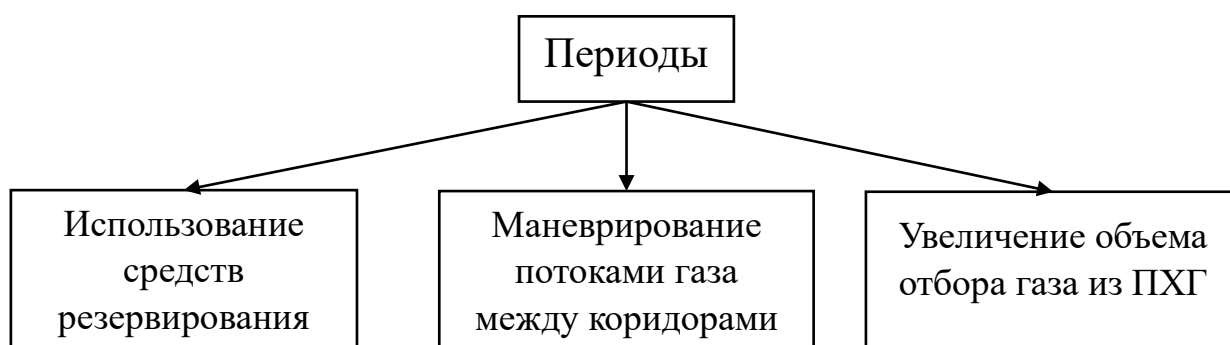 Периоды
Использование
средств
резервирования
Маневрирование
потоками газа
между коридорами
Увеличение объема
отбора газа из ПХГ